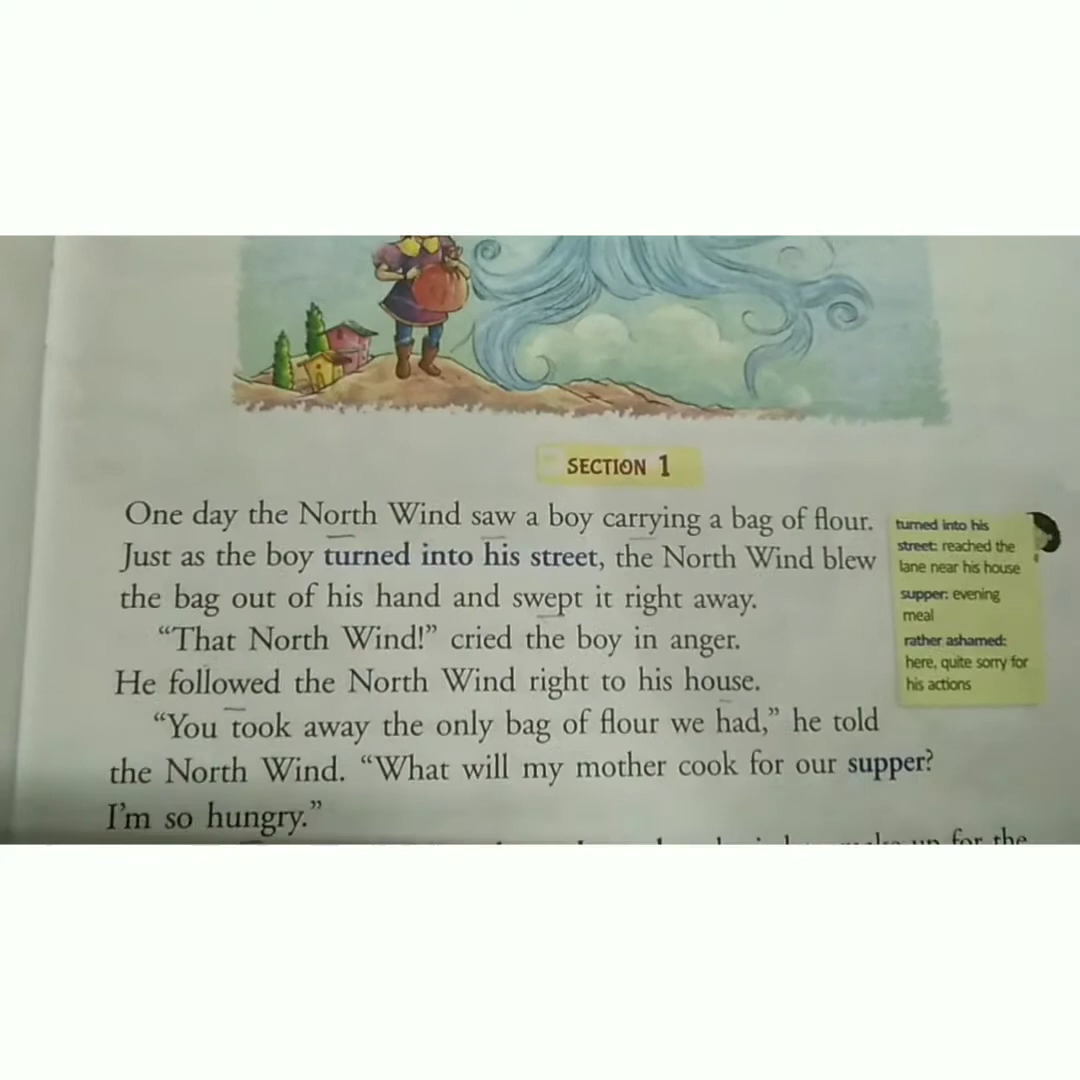 SECTION 1
One day the North Wind saw a boy carrying a bag of flour.
Just as the boy turned into his street, the North Wind blew
the bag out of his hand and swept it right away.
“That North Wind!” cried the boy in anger.
He followed the North Wind right to his house.
“You took away the only bag of flour we had,” he told
the North Wind. “What will my mother cook for our supper?
I’m so hungry.”
up for the
turned into his
street: reached the
lane near his house
supper: evening
meal
rather ashamed:
here, quite sorry for
his actions